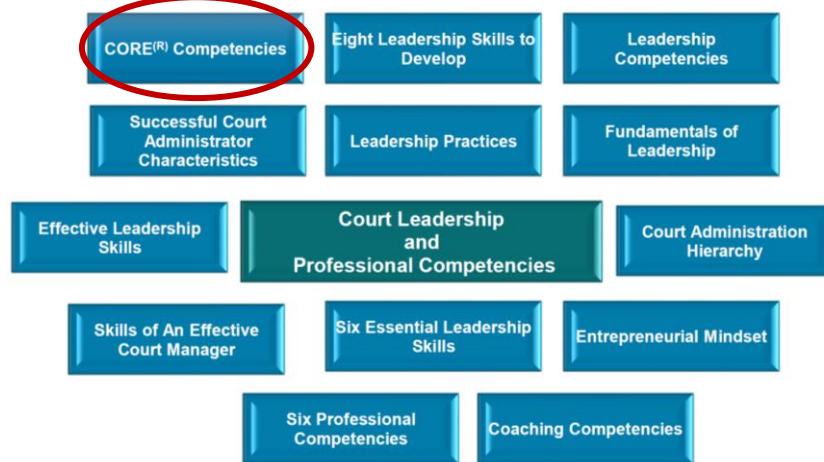 CORE(R) Competencies
Eight Leadership Skills to
Develop
Leadership
Competencies
Successful Court
Administrator
Characteristics
Leadership Practices
Fundamentals of
Leadership
Effective Leadership
Skills
Court Leadership
and
Professional Competencies
Court Administration
Hierarchy
Skills of An Effective
Court Manager
Six Essential Leadership
Skills
Entrepreneurial Mindset
Six Professional
Competencies
Coaching Competencies